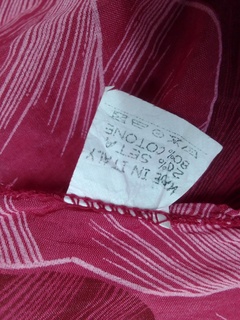 MADE IN ITALY
20% SETA
80% COTONE